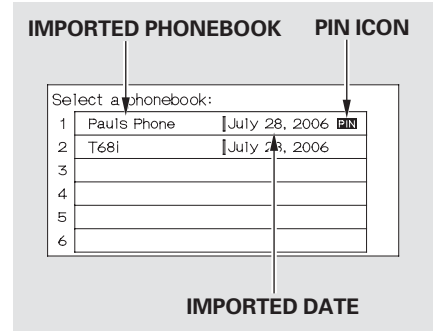 IMPORTED PHONEBOOK PIN ICON
Select a phonebook:
1 Pauls Phone July 28, 2006 PIN
2 T68i July 28, 2006
3
4
5
6
IMPORTED DATE